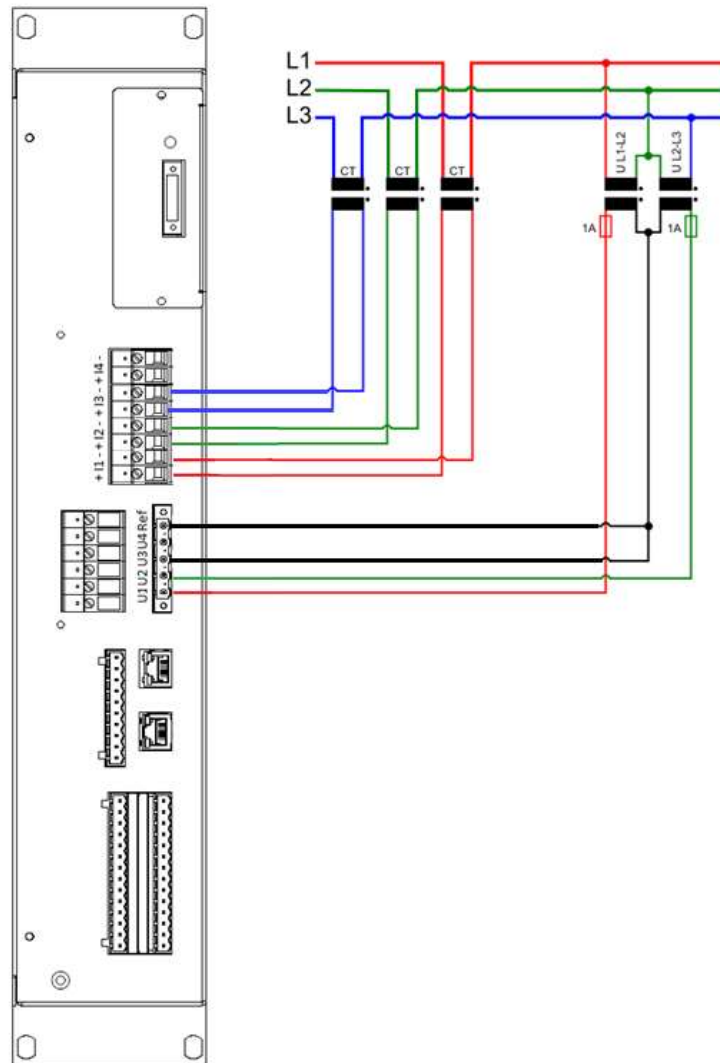 L1
L2
L3
CT
CT
CT
U L1-L2
U L2-L3
1A
1A
+ I1 - + I2 - + I3 - + I4 -
U1 U2 U3 U4 Ref